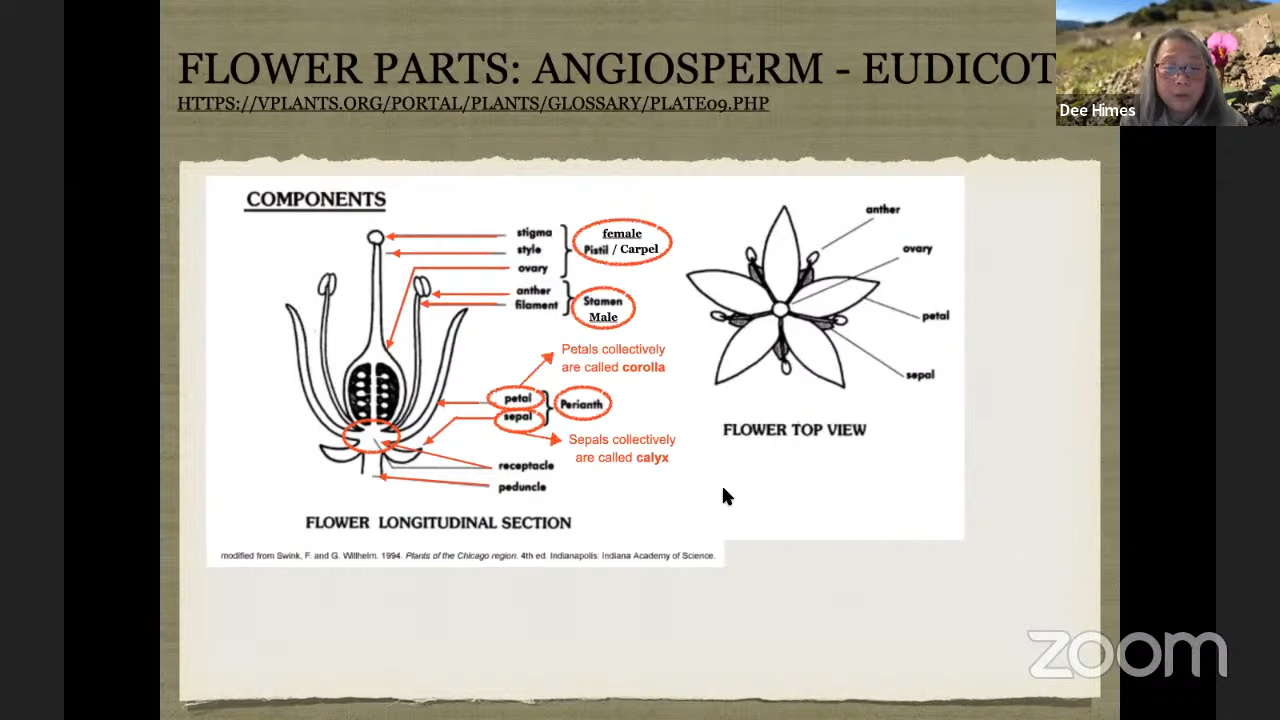 FLOWER PARTS: ANGIOSPERM - EUDICOT
HTTPS://VPLANTS.ORG/PORTAL/PLANTS/GLOSSARY/PLATE09.PHP
Dee Himes
COMPONENTS
stigma
style
ovary
female
Pistil / Carpel
anther
filament
Stamen
Male
Petals collectively
are called corolla
petal
sepal
Perianth
Sepals collectively
are called calyx
receptacle
peduncle
FLOWER LONGITUDINAL SECTION
modified from Swink, F. and G. Wilhelm. 1994. Plants of the Chicago region. 4th ed. Indianapolis: Indiana Academy of Science.
anther
ovary
petal
sepal
FLOWER TOP VIEW
zoom